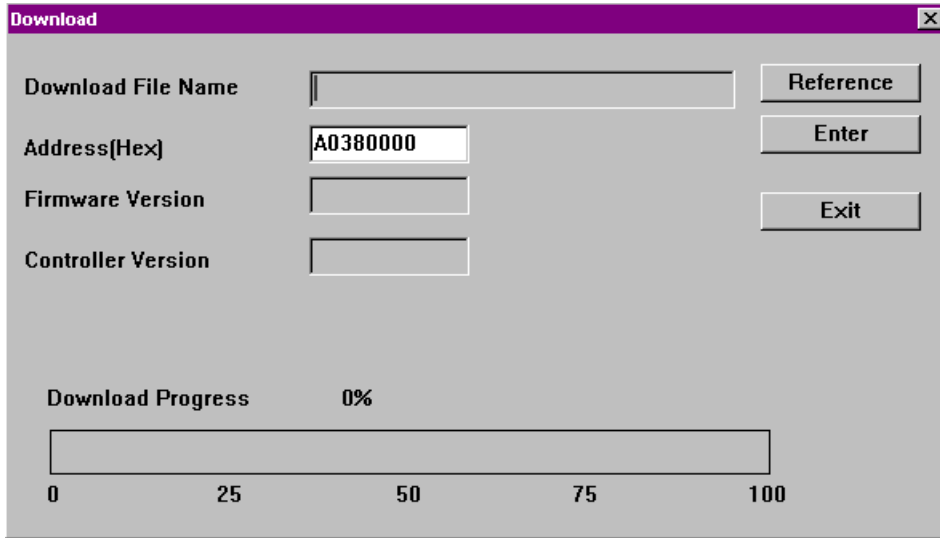 Download
Download File Name
Reference
Address(Hex)
A0380000
Enter
Firmware Version
Exit
Controller Version
Download Progress 0%
0 25 50 75 100